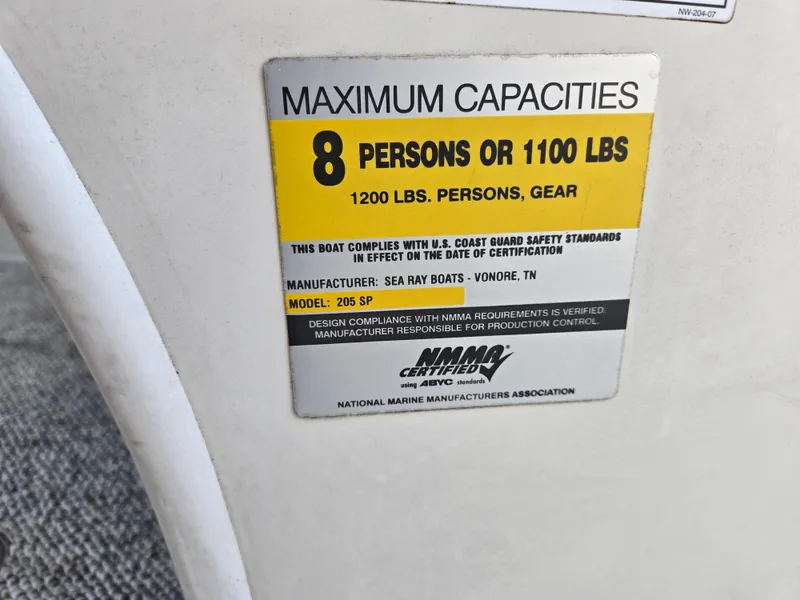 NW-204-07
MAXIMUM CAPACITIES
8 PERSONS OR 1100 LBS
1200 LBS. PERSONS, GEAR
THIS BOAT COMPLIES WITH U.S. COAST GUARD SAFETY STANDARDS
IN EFFECT ON THE DATE OF CERTIFICATION
MANUFACTURER: SEA RAY BOATS - VONORE, TN
MODEL: 205 SP
DESIGN COMPLIANCE WITH NMMA REQUIREMENTS IS VERIFIED.
MANUFACTURER RESPONSIBLE FOR PRODUCTION CONTROL.
NMMA®
CERTIFIED
using ABYC standards
NATIONAL MARINE MANUFACTURERS ASSOCIATION